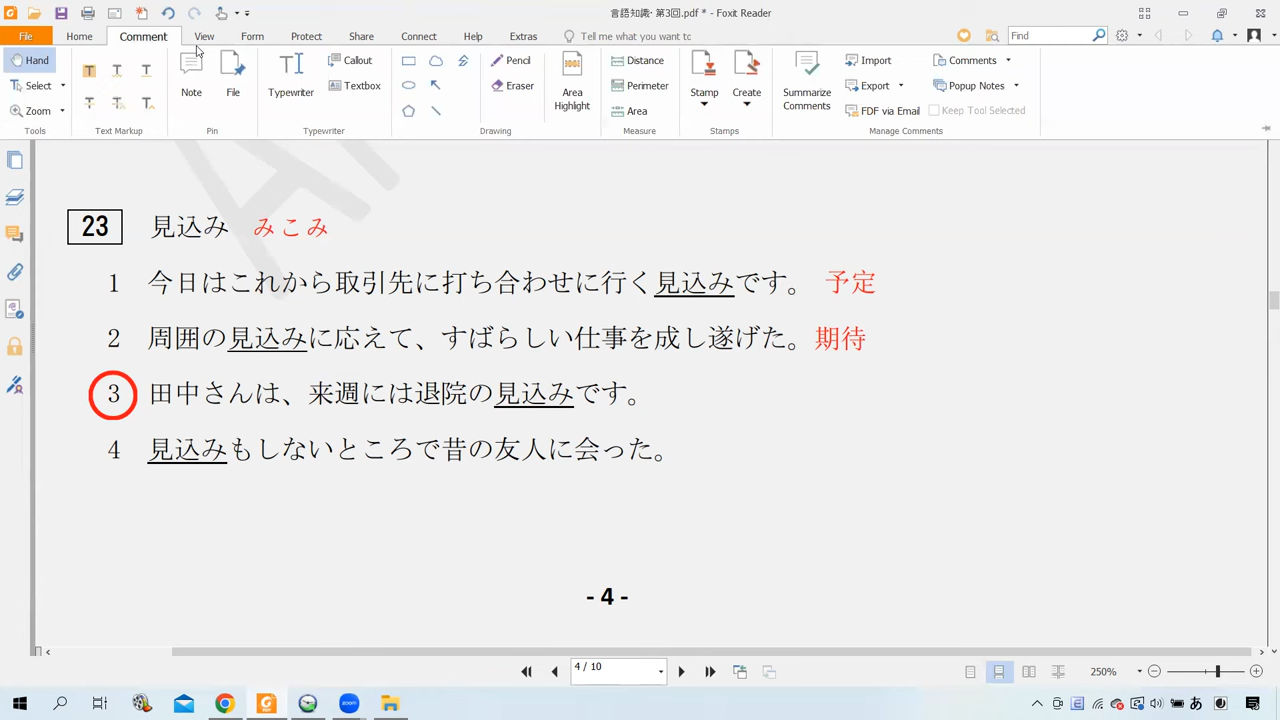 言語知識· 第3回.pdf * - Foxit Reader
File Home Comment View Form Protect Share Connect Help Extras Tell me what you want to Find
Hand Select Zoom Tools
Text Markup
Note File Pin
Typewriter Callout Textbox Typewriter
Pencil Eraser Area Highlight Drawing
Distance Perimeter Area Measure
Stamp Create Stamps
Summarize Comments Import Export FDF via Email Comments Popup Notes Keep Tool Selected Manage Comments
23 見込み みこみ
1 今日はこれから取引先に打ち合わせに行く見込みです。 予定
2 周囲の見込みに応えて、すばらしい仕事を成し遂げた。 期待
3 田中さんは、来週には退院の見込みです。
4 見込みもしないところで昔の友人に会った。
- 4 -
4 / 10 250%
zoom あ